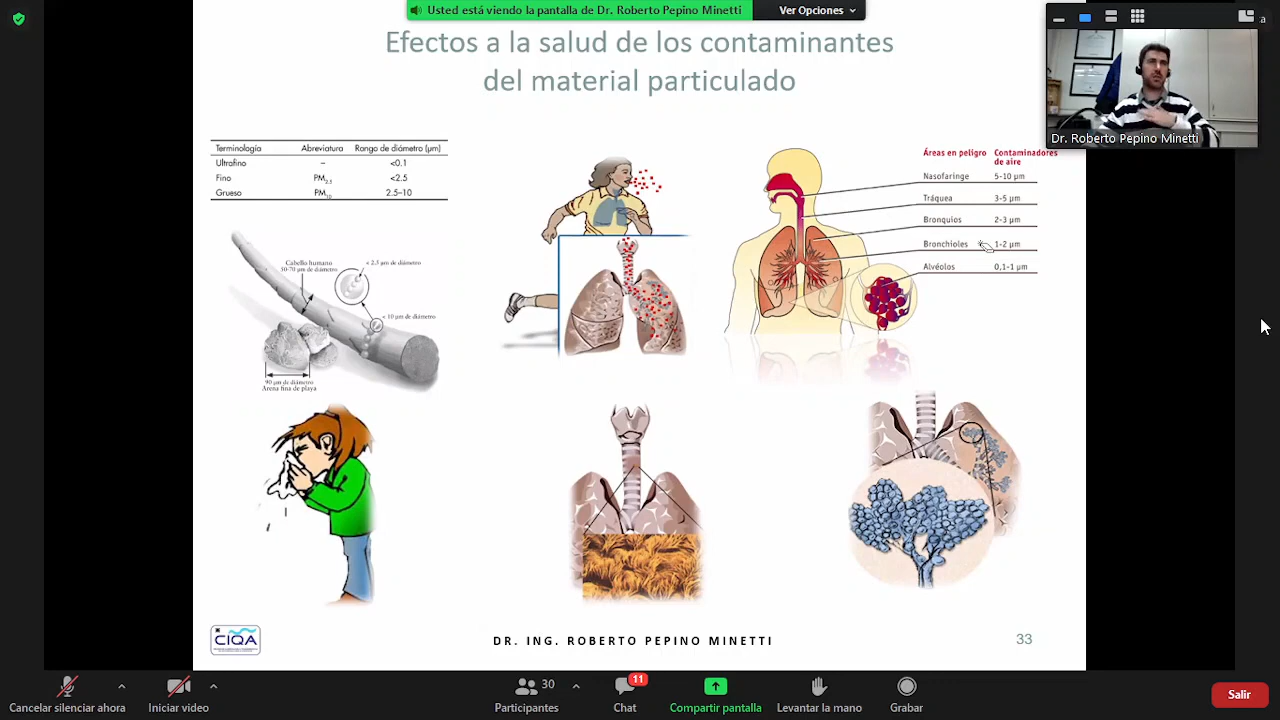 Usted está viendo la pantalla de Dr. Roberto Pepino Minetti
Ver Opciones
Efectos a la salud de los contaminantes
del material particulado
Dr. Roberto Pepino Minetti
Terminología Abreviatura Rango de diámetro (μm)
Ultrafino – <0.1
Fino PM2.5 <2.5
Grueso PM10 2.5–10
Áreas en peligro Contaminadores
de aire
Nasofaringe 5-10 μm
Tráquea 3-5 μm
Bronquios 2-3 μm
Bronchioles 1-2 μm
Alvéolos 0,1-1 μm
Cabello humano
50-70 μm de diámetro
< 2.5 μm de diámetro
< 10 μm de diámetro
90 μm de diámetro
Arena fina de playa
CIQA
DR. ING. ROBERTO PEPINO MINETTI
33
30
11
Cancelar silenciar ahora
Iniciar video
Participantes
Chat
Compartir pantalla
Levantar la mano
Grabar
Salir